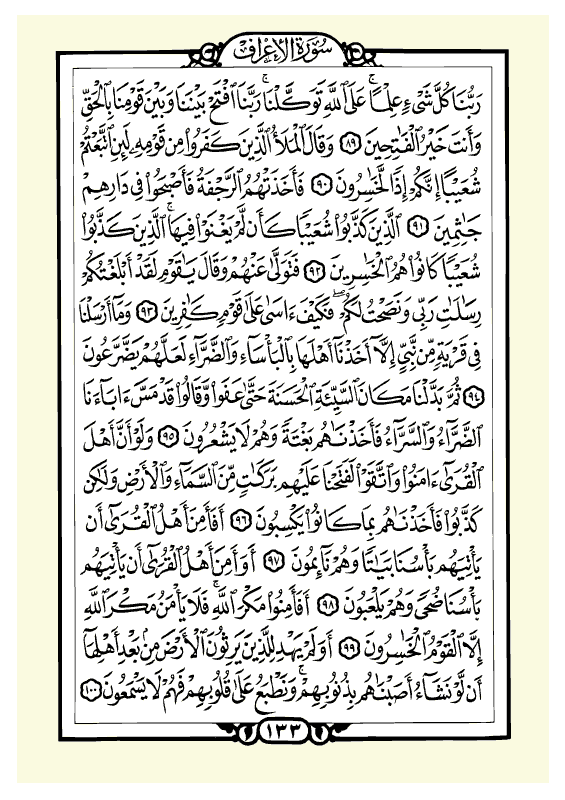 سُورَةُ الأَعْرَافِ
رَبُّنَا كُلَّ شَىْءٍ عِلْمًا ۚ عَلَى ٱللَّهِ تَوَكَّلْنَا ۚ رَبَّنَا ٱفْتَحْ بَيْنَنَا وَبَيْنَ قَوْمِنَا بِٱلْحَقِّ
وَأَنتَ خَيْرُ ٱلْفَٰتِحِينَ ٨٩ وَقَالَ ٱلْمَلَأُ ٱلَّذِينَ كَفَرُوا۟ مِن قَوْمِهِۦ لَئِنِ ٱتَّبَعْتُمْ
شُعَيْبًا إِنَّكُمْ إِذًا لَّخَٰسِرُونَ ٩٠ فَأَخَذَتْهُمُ ٱلرَّجْفَةُ فَأَصْبَحُوا۟ فِى دَارِهِمْ
جَٰثِمِينَ ٩١ ٱلَّذِينَ كَذَّبُوا۟ شُعَيْبًا كَأَن لَّمْ يَغْنَوْا۟ فِيهَا ۚ ٱلَّذِينَ كَذَّبُوا۟
شُعَيْبًا كَانُوا۟ هُمُ ٱلْخَٰسِرِينَ ٩٢ فَتَوَلَّىٰ عَنْهُمْ وَقَالَ يَٰقَوْمِ لَقَدْ أَبْلَغْتُكُمْ
رِسَٰلَٰتِ رَبِّى وَنَصَحْتُ لَكُمْ ۖ فَكَيْفَ ءَاسَىٰ عَلَىٰ قَوْمٍ كَٰفِرِينَ ٩٣ وَمَآ أَرْسَلْنَا
فِى قَرْيَةٍ مِّن نَّبِىٍّ إِلَّآ أَخَذْنَآ أَهْلَهَا بِٱلْبَأْسَآءِ وَٱلضَّرَّآءِ لَعَلَّهُمْ يَضَّرَّعُونَ
٩٤ ثُمَّ بَدَّلْنَا مَكَانَ ٱلسَّيِّئَةِ ٱلْحَسَنَةَ حَتَّىٰ عَفَوا۟ وَّقَالُوا۟ قَدْ مَسَّ ءَابَآءَنَا
ٱلضَّرَّآءُ وَٱلسَّرَّآءُ فَأَخَذْنَٰهُم بَغْتَةً وَهُمْ لَا يَشْعُرُونَ ٩٥ وَلَوْ أَنَّ أَهْلَ
ٱلْقُرَىٰٓ ءَامَنُوا۟ وَٱتَّقَوْا۟ لَفَتَحْنَا عَلَيْهِم بَرَكَٰتٍ مِّنَ ٱلسَّمَآءِ وَٱلْأَرْضِ وَلَٰكِن
كَذَّبُوا۟ فَأَخَذْنَٰهُم بِمَا كَانُوا۟ يَكْسِبُونَ ٩٦ أَفَأَمِنَ أَهْلُ ٱلْقُرَىٰٓ أَن
يَأْتِيَهُم بَأْسُنَا بَيَٰتًا وَهُمْ نَآئِمُونَ ٩٧ أَوَأَمِنَ أَهْلُ ٱلْقُرَىٰٓ أَن يَأْتِيَهُم
بَأْسُنَا ضُحًى وَهُمْ يَلْعَبُونَ ٩٨ أَفَأَمِنُوا۟ مَكْرَ ٱللَّهِ ۚ فَلَا يَأْمَنُ مَكْرَ ٱللَّهِ
إِلَّا ٱلْقَوْمُ ٱلْخَٰسِرُونَ ٩٩ أَوَلَمْ يَهْدِ لِلَّذِينَ يَرِثُونَ ٱلْأَرْضَ مِنۢ بَعْدِ أَهْلِهَآ
أَن لَّوْ نَشَآءُ أَصَبْنَٰهُم بِذُنُوبِهِمْ ۚ وَنَطْبَعُ عَلَىٰ قُلُوبِهِمْ فَهُمْ لَا يَسْمَعُونَ ١٠٠
١٣٣